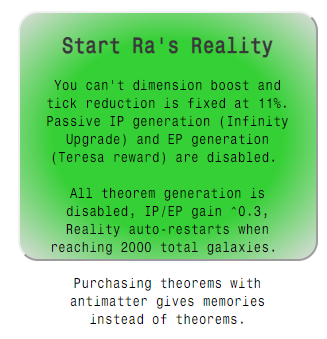 Start Ra's Reality
You can't dimension boost and
tick reduction is fixed at 11%.
Passive IP generation (Infinity
Upgrade) and EP generation
(Teresa reward) are disabled.
All theorem generation is
disabled, IP/EP gain ^0.3,
Reality auto-restarts when
reaching 2000 total galaxies.
Purchasing theorems with
antimatter gives memories
instead of theorems.